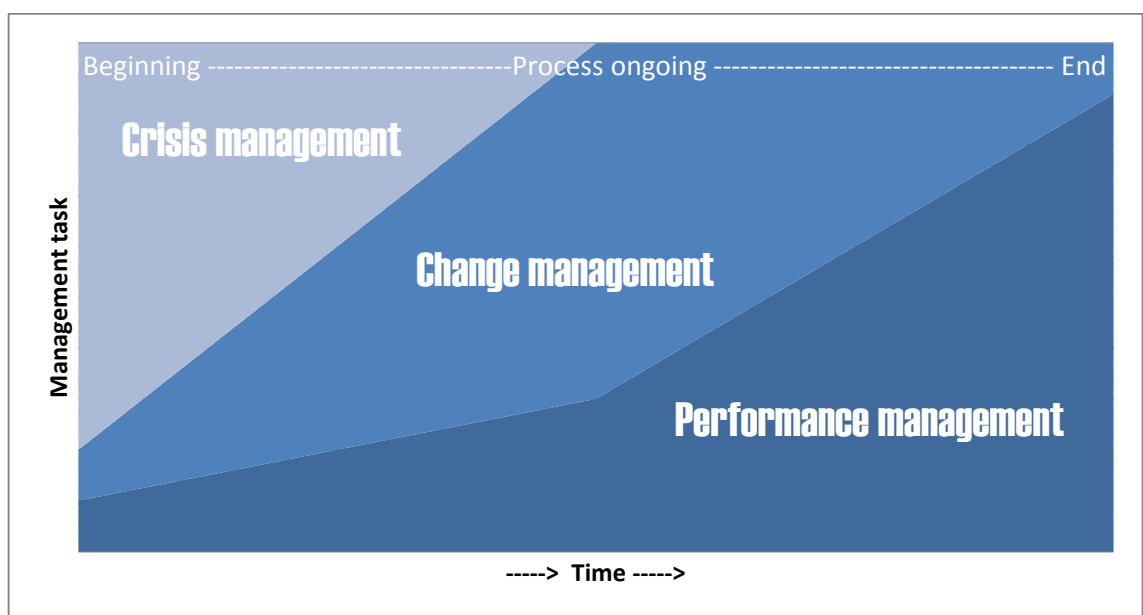 Beginning ----------------------------------Process ongoing -------------------------------------- End
Crisis management
Change management
Performance management
Management task
-----> Time ----->